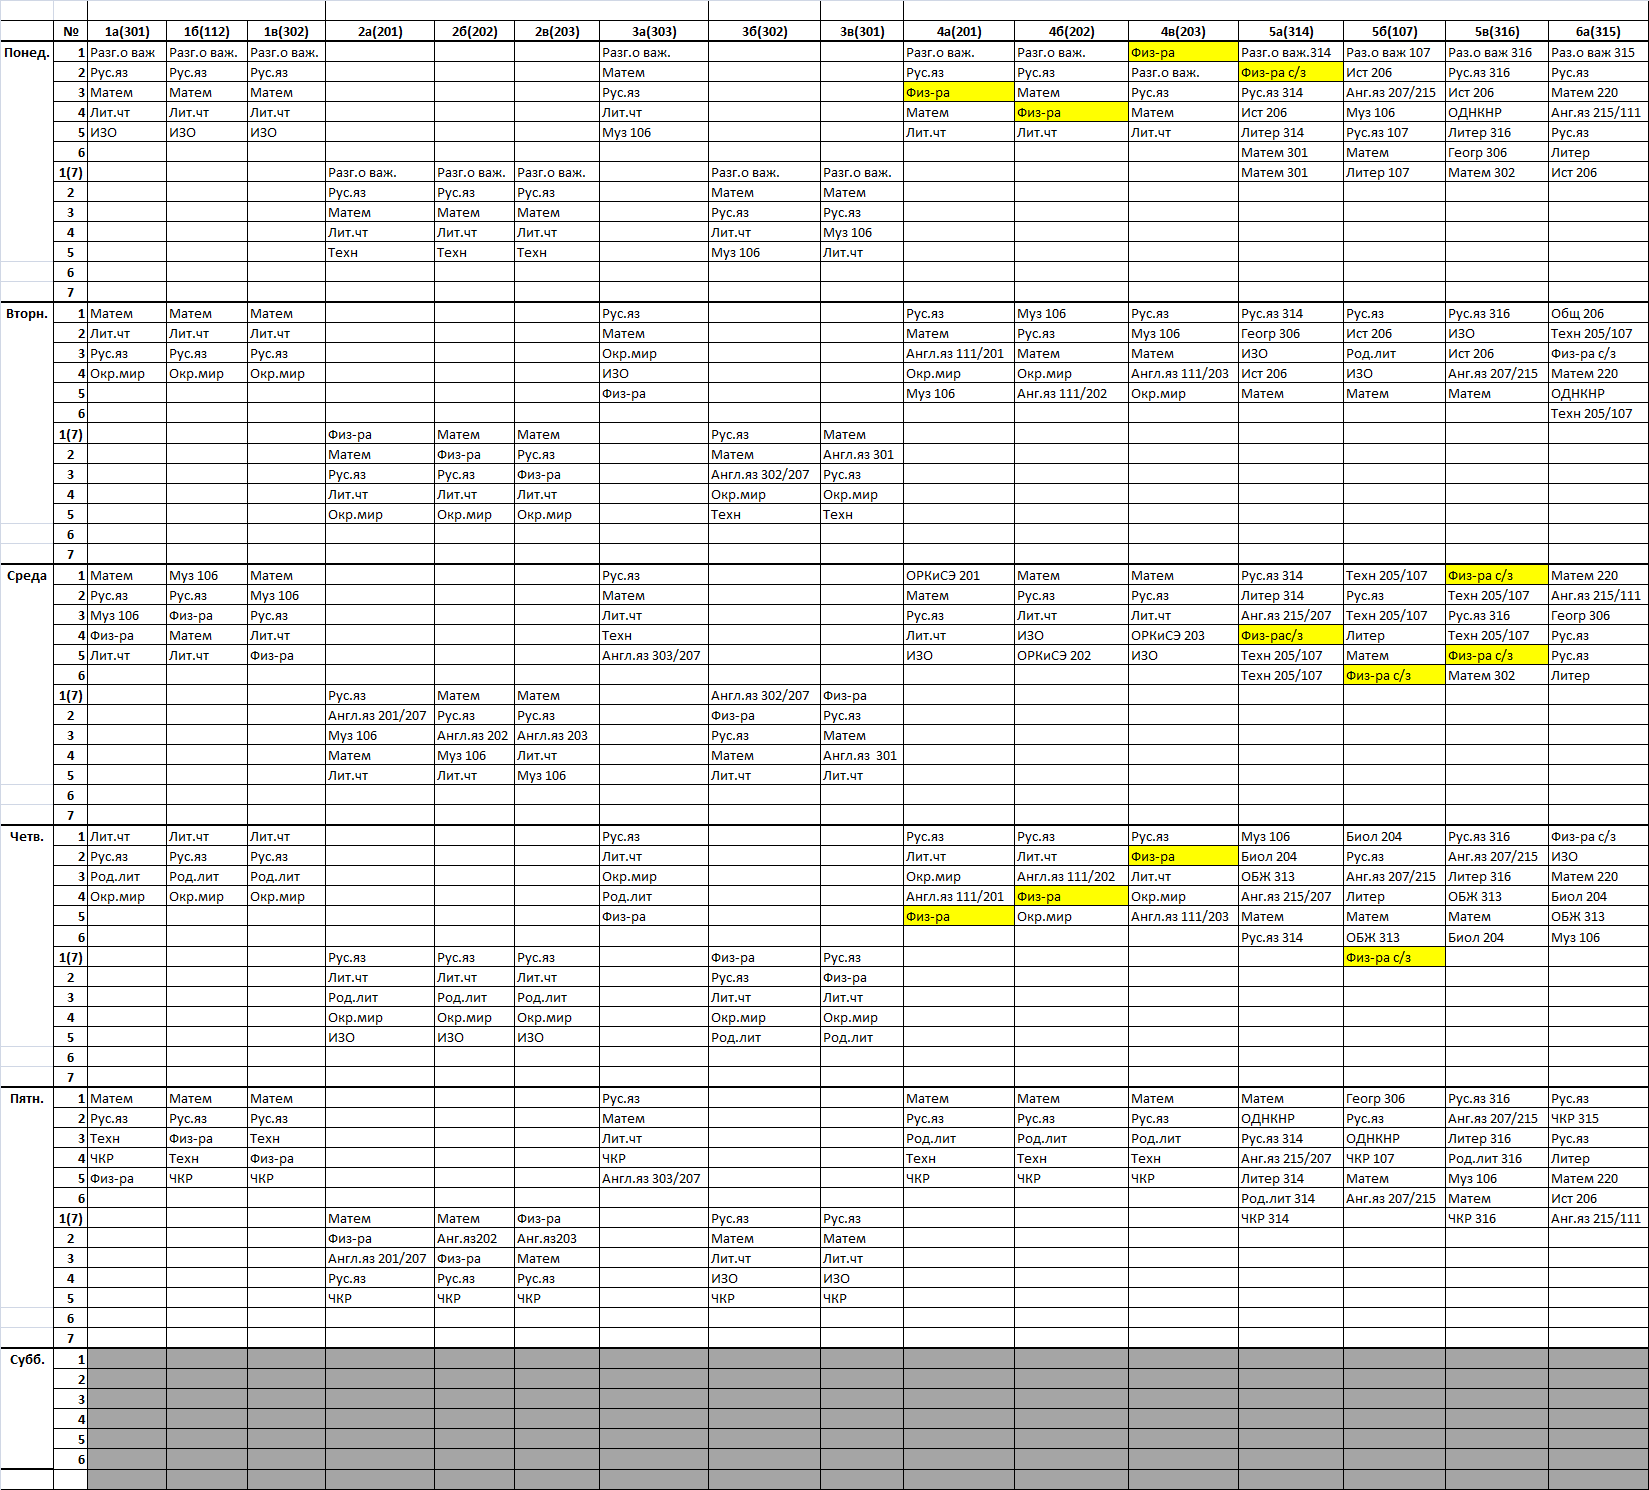 № 1а(301) 1б(112) 1в(302) 2а(201) 2б(202) 2в(203) 3а(303) 3б(302) 3в(301) 4а(201) 4б(202) 4в(203) 5а(314) 5б(107) 5в(316) 6а(315)
Понед. 1 Разг.о важ Разг.о важ. Разг.о важ. Разг.о важ. Разг.о важ. Разг.о важ. Физ-ра Разг.о важ.314 Раз.о важ 107 Раз.о важ 316 Раз.о важ 315
2 Рус.яз Рус.яз Рус.яз Матем Рус.яз Рус.яз Разг.о важ. Физ-ра с/з Ист 206 Рус.яз 316 Рус.яз
3 Матем Матем Матем Рус.яз Физ-ра Матем Рус.яз Рус.яз 314 Анг.яз 207/215 Ист 206 Матем 220
4 Лит.чт Лит.чт Лит.чт Лит.чт Матем Физ-ра Матем Ист 206 Муз 106 ОДНКНР Анг.яз 215/111
5 ИЗО ИЗО ИЗО Муз 106 Лит.чт Лит.чт Лит.чт Литер 314 Рус.яз 107 Литер 316 Рус.яз
6 Матем 301 Матем Геогр 306 Литер
1(7) Разг.о важ. Разг.о важ. Разг.о важ. Разг.о важ. Разг.о важ. Матем 301 Литер 107 Матем 302 Ист 206
2 Рус.яз Рус.яз Рус.яз Матем Матем
3 Матем Матем Матем Рус.яз Рус.яз
4 Лит.чт Лит.чт Лит.чт Лит.чт Муз 106
5 Техн Техн Техн Муз 106 Лит.чт
6
7
Вторн. 1 Матем Матем Матем Рус.яз Рус.яз Муз 106 Рус.яз Рус.яз 314 Рус.яз Рус.яз 316 Общ 206
2 Лит.чт Лит.чт Лит.чт Матем Матем Рус.яз Муз 106 Геогр 306 Ист 206 ИЗО Техн 205/107
3 Рус.яз Рус.яз Рус.яз Окр.мир Англ.яз 111/201 Матем Матем ИЗО Род.лит Ист 206 Физ-ра с/з
4 Окр.мир Окр.мир Окр.мир ИЗО Окр.мир Окр.мир Англ.яз 111/203 Ист 206 ИЗО Анг.яз 207/215 Матем 220
5 Физ-ра Муз 106 Анг.яз 111/202 Окр.мир Матем Матем Матем ОДНКНР
6 Техн 205/107
1(7) Физ-ра Матем Матем Рус.яз Матем
2 Матем Физ-ра Рус.яз Матем Англ.яз 301
3 Рус.яз Рус.яз Физ-ра Англ.яз 302/207 Рус.яз
4 Лит.чт Лит.чт Лит.чт Окр.мир Окр.мир
5 Окр.мир Окр.мир Окр.мир Техн Техн
6
7
Среда 1 Матем Муз 106 Матем Рус.яз ОРКиСЭ 201 Матем Матем Рус.яз 314 Техн 205/107 Физ-ра с/з Матем 220
2 Рус.яз Рус.яз Муз 106 Матем Матем Рус.яз Рус.яз Литер 314 Рус.яз Техн 205/107 Анг.яз 215/111
3 Муз 106 Физ-ра Рус.яз Лит.чт Рус.яз Лит.чт Лит.чт Анг.яз 215/207 Техн 205/107 Рус.яз 316 Геогр 306
4 Физ-ра Матем Лит.чт Техн Лит.чт ИЗО ОРКиСЭ 203 Физ-рас/з Литер Техн 205/107 Рус.яз
5 Лит.чт Лит.чт Физ-ра Англ.яз 303/207 ИЗО ОРКиСЭ 202 ИЗО Техн 205/107 Матем Физ-ра с/з Рус.яз
6 Техн 205/107 Физ-ра с/з Матем 302 Литер
1(7) Рус.яз Матем Матем Англ.яз 302/207 Физ-ра
2 Англ.яз 201/207 Рус.яз Рус.яз Физ-ра Рус.яз
3 Муз 106 Англ.яз 202 Англ.яз 203 Рус.яз Матем
4 Матем Муз 106 Лит.чт Матем Англ.яз 301
5 Лит.чт Лит.чт Муз 106 Лит.чт Лит.чт
6
7
Четв. 1 Лит.чт Лит.чт Лит.чт Рус.яз Рус.яз Рус.яз Рус.яз Муз 106 Биол 204 Рус.яз 316 Физ-ра с/з
2 Рус.яз Рус.яз Рус.яз Лит.чт Лит.чт Лит.чт Физ-ра Биол 204 Рус.яз Анг.яз 207/215 ИЗО
3 Род.лит Род.лит Род.лит Окр.мир Окр.мир Англ.яз 111/202 Лит.чт ОБЖ 313 Анг.яз 207/215 Литер 316 Матем 220
4 Окр.мир Окр.мир Окр.мир Род.лит Англ.яз 111/201 Физ-ра Окр.мир Анг.яз 215/207 Литер ОБЖ 313 Биол 204
5 Физ-ра Физ-ра Окр.мир Англ.яз 111/203 Матем Матем Матем ОБЖ 313
6 Рус.яз 314 ОБЖ 313 Биол 204 Муз 106
1(7) Рус.яз Рус.яз Рус.яз Физ-ра Рус.яз Физ-ра с/з
2 Лит.чт Лит.чт Лит.чт Рус.яз Физ-ра
3 Род.лит Род.лит Род.лит Лит.чт Лит.чт
4 Окр.мир Окр.мир Окр.мир Окр.мир Окр.мир
5 ИЗО ИЗО ИЗО Род.лит Род.лит
6
7
Пятн. 1 Матем Матем Матем Рус.яз Матем Матем Матем Матем Геогр 306 Рус.яз 316 Рус.яз
2 Рус.яз Рус.яз Рус.яз Матем Рус.яз Рус.яз Рус.яз ОДНКНР Рус.яз Анг.яз 207/215 ЧКР 315
3 Техн Физ-ра Техн Лит.чт Род.лит Род.лит Род.лит Рус.яз 314 ОДНКНР Литер 316 Рус.яз
4 ЧКР Техн Физ-ра ЧКР Техн Техн Техн Анг.яз 215/207 ЧКР 107 Род.лит 316 Литер
5 Физ-ра ЧКР ЧКР Англ.яз 303/207 ЧКР ЧКР ЧКР Литер 314 Матем Муз 106 Матем 220
6 Род.лит 314 Анг.яз 207/215 Матем Ист 206
1(7) Матем Матем Физ-ра Рус.яз Рус.яз ЧКР 314 ЧКР 316 Анг.яз 215/111
2 Физ-ра Анг.яз202 Анг.яз203 Матем Матем
3 Англ.яз 201/207 Физ-ра Матем Лит.чт Лит.чт
4 Рус.яз Рус.яз Рус.яз ИЗО ИЗО
5 ЧКР ЧКР ЧКР ЧКР ЧКР
6
7
Субб. 1
2
3
4
5
6